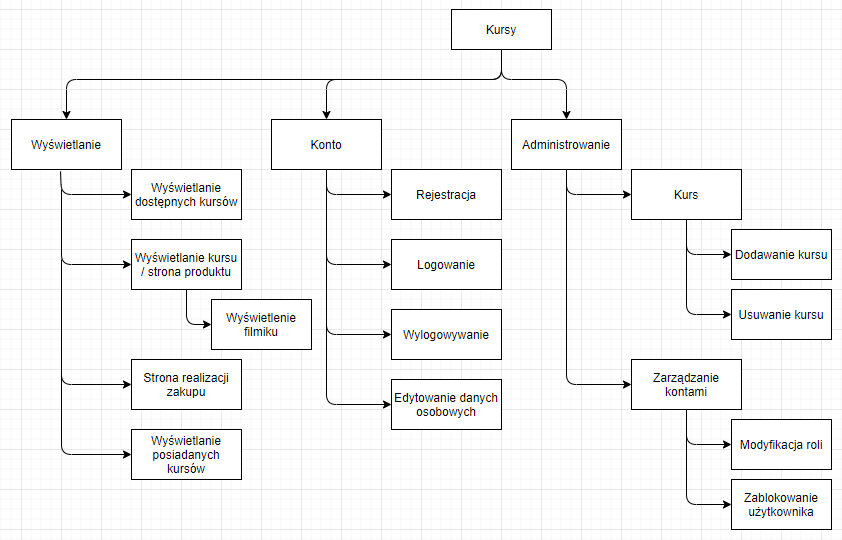 Kursy
Wyświetlanie
Konto
Administrowanie
Wyświetlanie
dostępnych kursów
Wyświetlanie kursu
/ strona produktu
Wyświetlenie
filmiku
Strona realizacji
zakupu
Wyświetlanie
posiadanych
kursów
Rejestracja
Logowanie
Wylogowywanie
Edytowanie danych
osobowych
Kurs
Dodawanie kursu
Usuwanie kursu
Zarządzanie
kontami
Modyfikacja roli
Zablokowanie
użytkownika